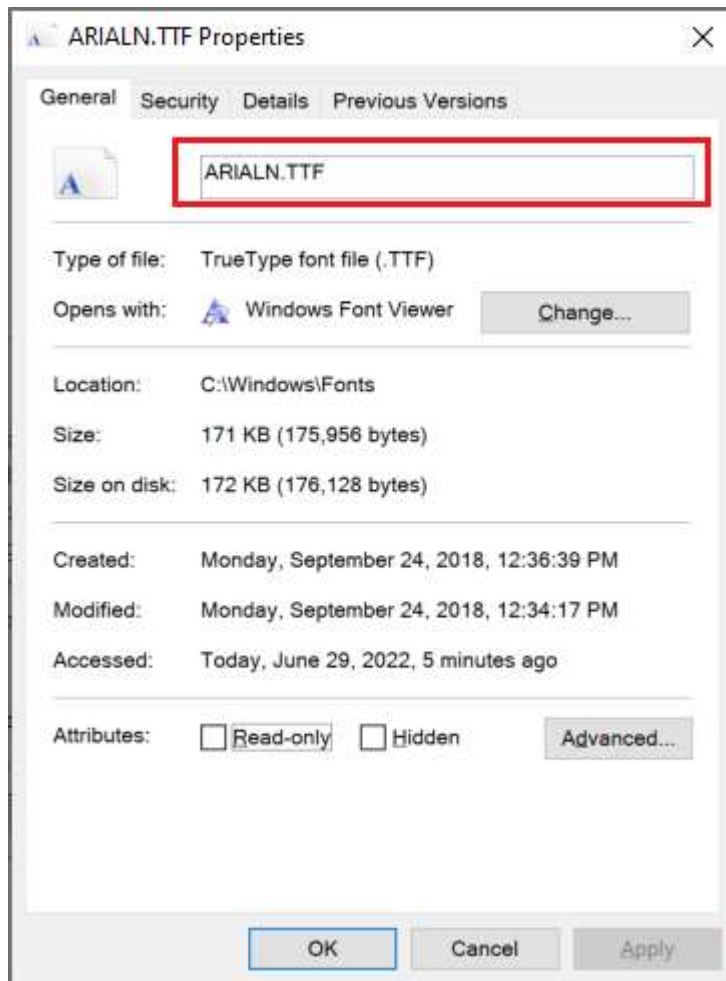 ARIALN.TTF Properties
General Security Details Previous Versions
ARIALN.TTF
Type of file: TrueType font file (.TTF)
Opens with: Windows Font Viewer Change...
Location: C:\Windows\Fonts
Size: 171 KB (175,956 bytes)
Size on disk: 172 KB (176,128 bytes)
Created: Monday, September 24, 2018, 12:36:39 PM
Modified: Monday, September 24, 2018, 12:34:17 PM
Accessed: Today, June 29, 2022, 5 minutes ago
Attributes: Read-only Hidden Advanced...
OK Cancel Apply